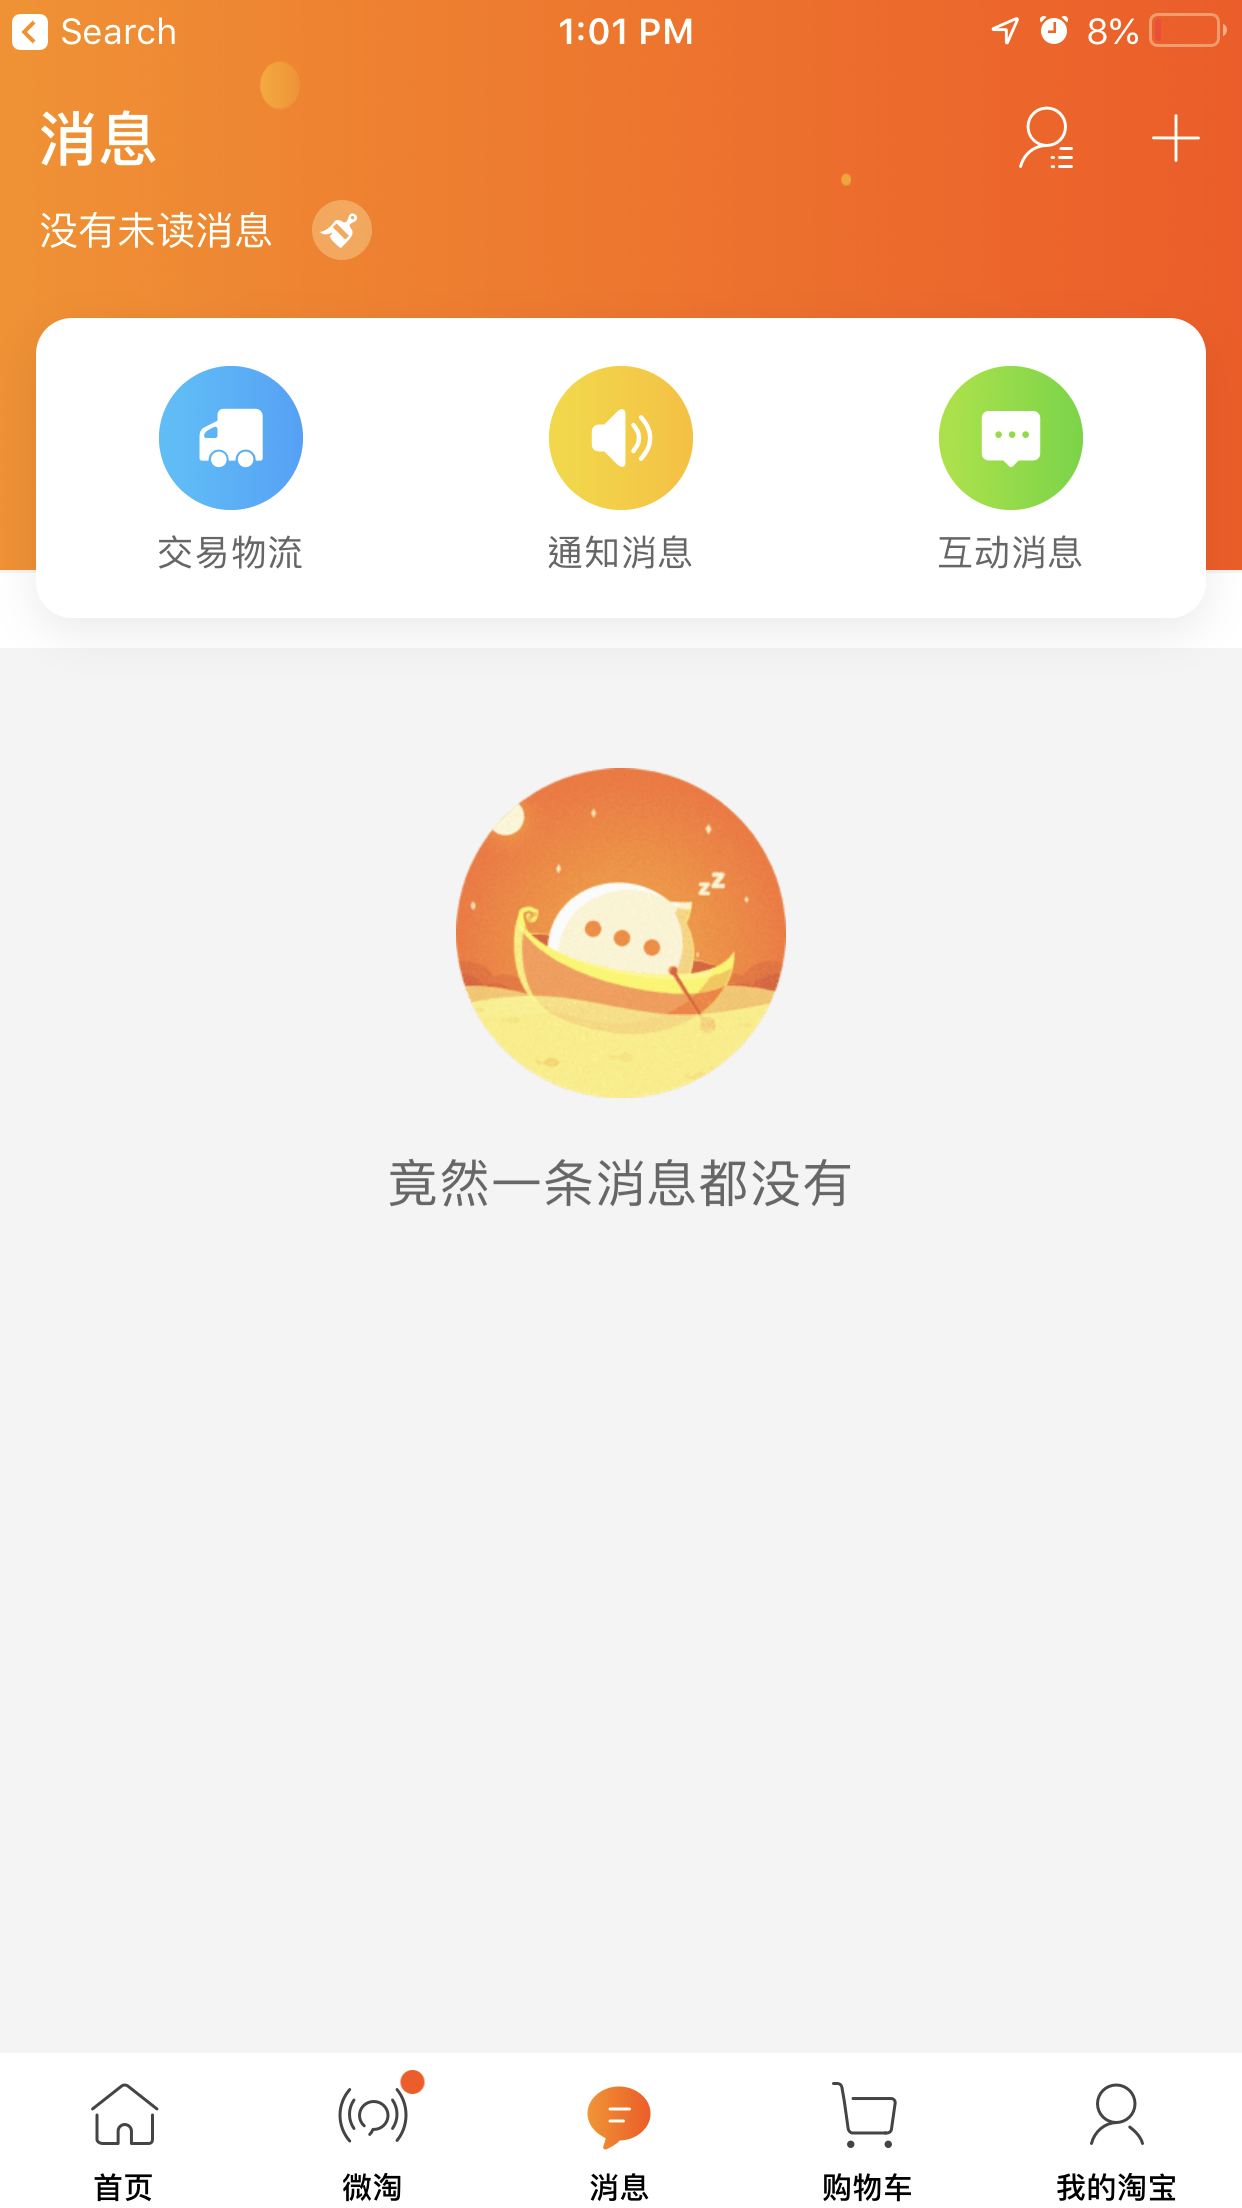 Search
1:01 PM
8%
消息
没有未读消息
交易物流
通知消息
互动消息
zz
竟然一条消息都没有
首页
微淘
消息
购物车
我的淘宝